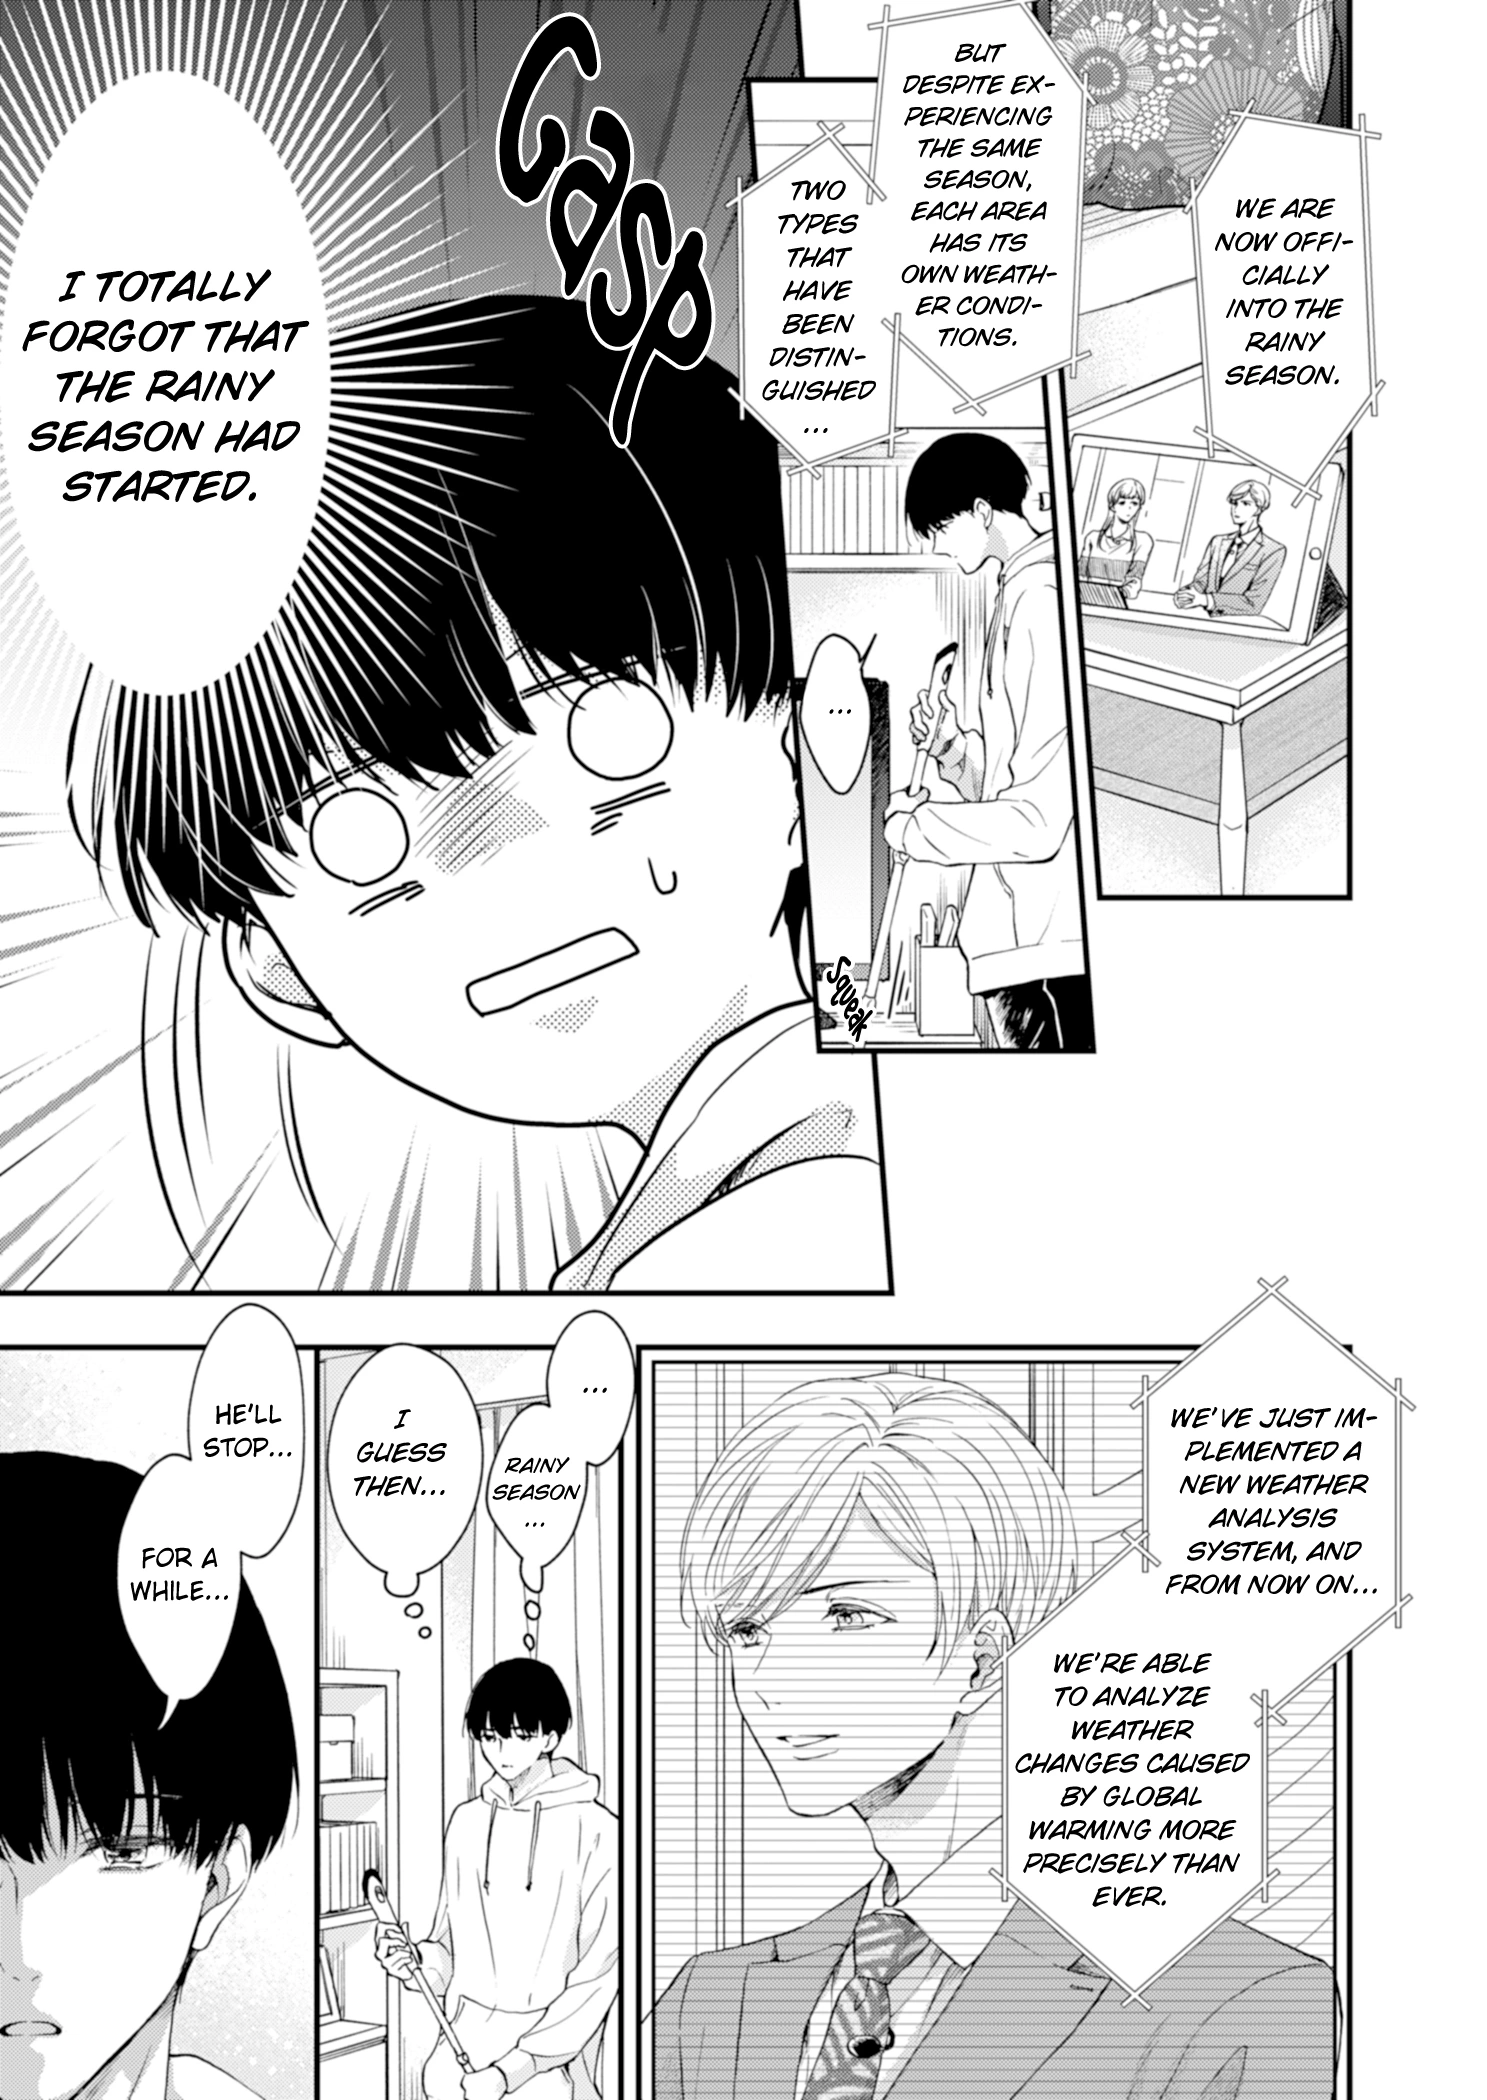 WE ARE
NOW OFFI-
CIALLY
INTO THE
RAINY
SEASON.
BUT
DESPITE EX-
PERIENCING
THE SAME
SEASON,
EACH AREA
HAS ITS
OWN WEATH-
ER CONDI-
TIONS.
TWO
TYPES
THAT
HAVE
BEEN
DISTIN-
GUISHED
...
...
Squeak
Gasp
I TOTALLY
FORGOT THAT
THE RAINY
SEASON HAD
STARTED.
WE'VE JUST IM-
PLEMENTED A
NEW WEATHER
ANALYSIS
SYSTEM, AND
FROM NOW ON...
WE'RE ABLE
TO ANALYZE
WEATHER
CHANGES CAUSED
BY GLOBAL
WARMING MORE
PRECISELY THAN
EVER.
...
RAINY
SEASON
...
I
GUESS
THEN...
HE'LL
STOP...
FOR A
WHILE...